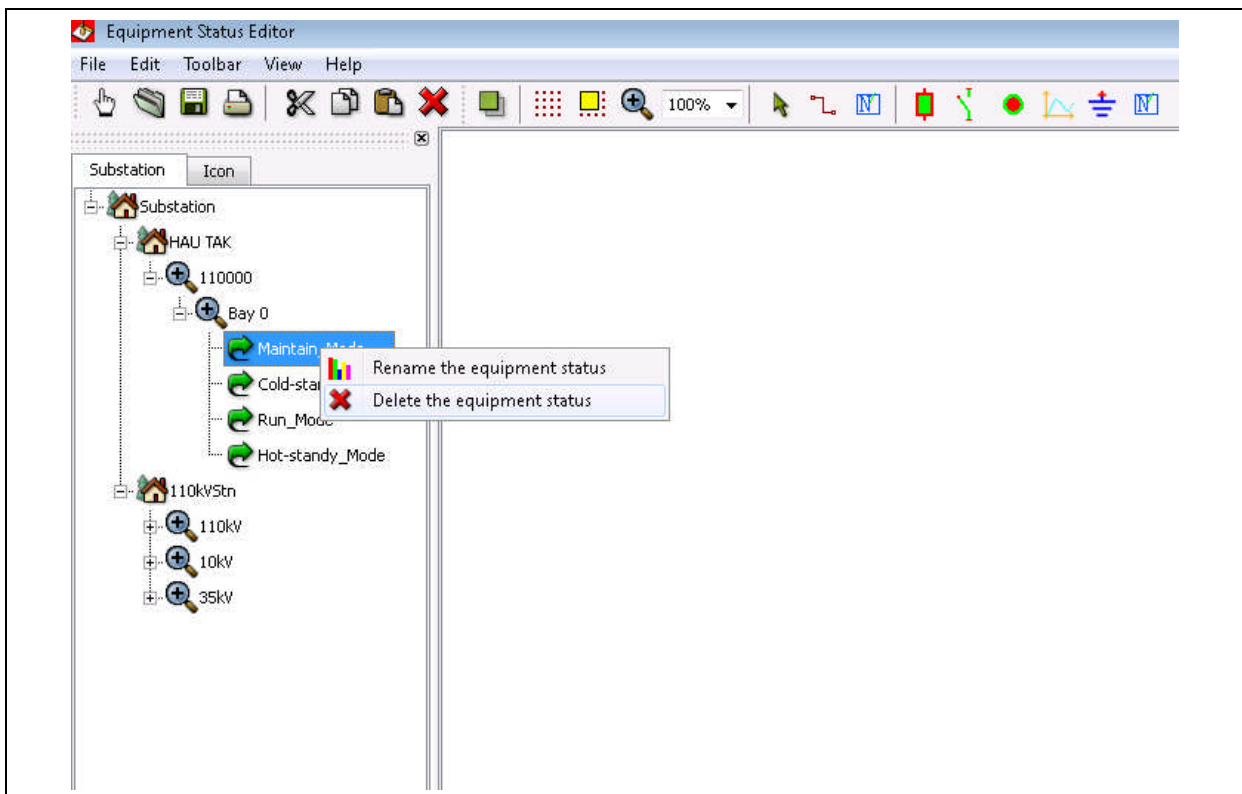 Equipment Status Editor
File Edit Toolbar View Help
100%
Substation Icon
Substation
HAU TAK
110000
Bay 0
Maintain_Mode
Rename the equipment status
Cold-sta
Delete the equipment status
Run_Mode
Hot-standy_Mode
110kVStn
110kV
10kV
35kV